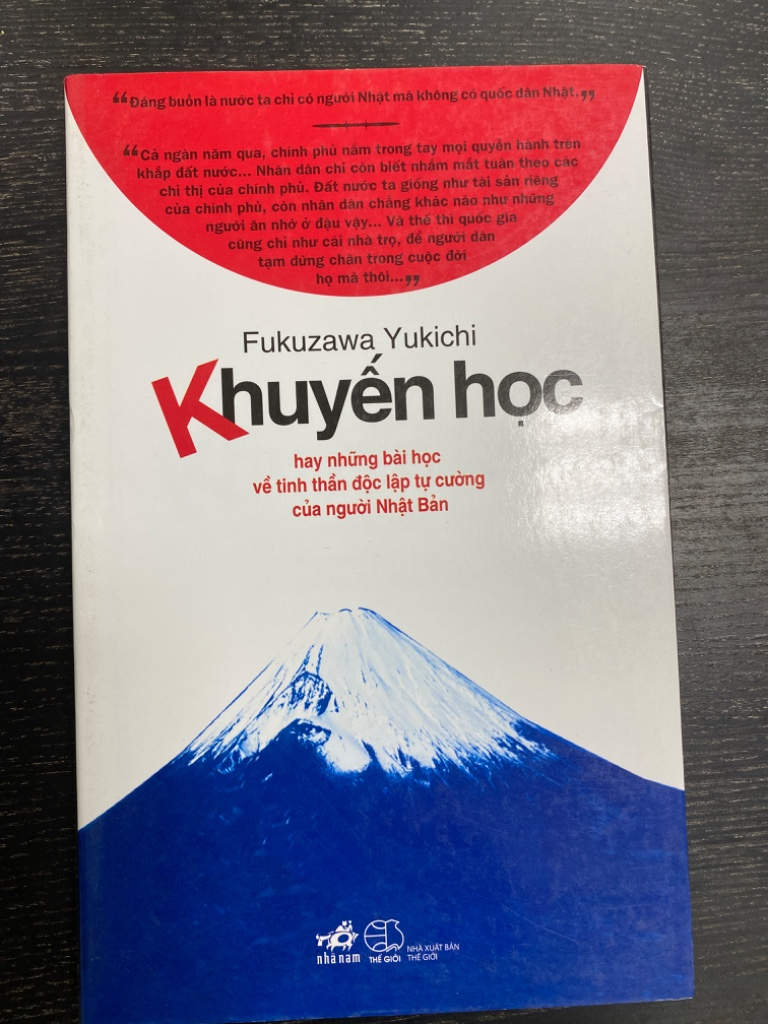 “Đáng buồn là nước ta chỉ có người Nhật mà không có quốc dân Nhật.”
“Cả ngàn năm qua, chính phủ nắm trong tay mọi quyền hành trên
khắp đất nước... Nhân dân chỉ còn biết nhắm mắt tuân theo các
chỉ thị của chính phủ. Đất nước ta giống như tài sản riêng
của chính phủ, còn nhân dân chẳng khác nào như những
người ăn nhờ ở đậu vậy... Và thế thì quốc gia
cũng chỉ như cái nhà trọ, để người dân
tạm dừng chân trong cuộc đời
họ mà thôi...”
Fukuzawa Yukichi
Khuyến học
hay những bài học
về tinh thần độc lập tự cường
của người Nhật Bản
nhã nam
THẾ GIỚI
NHÀ XUẤT BẢN
THẾ GIỚI